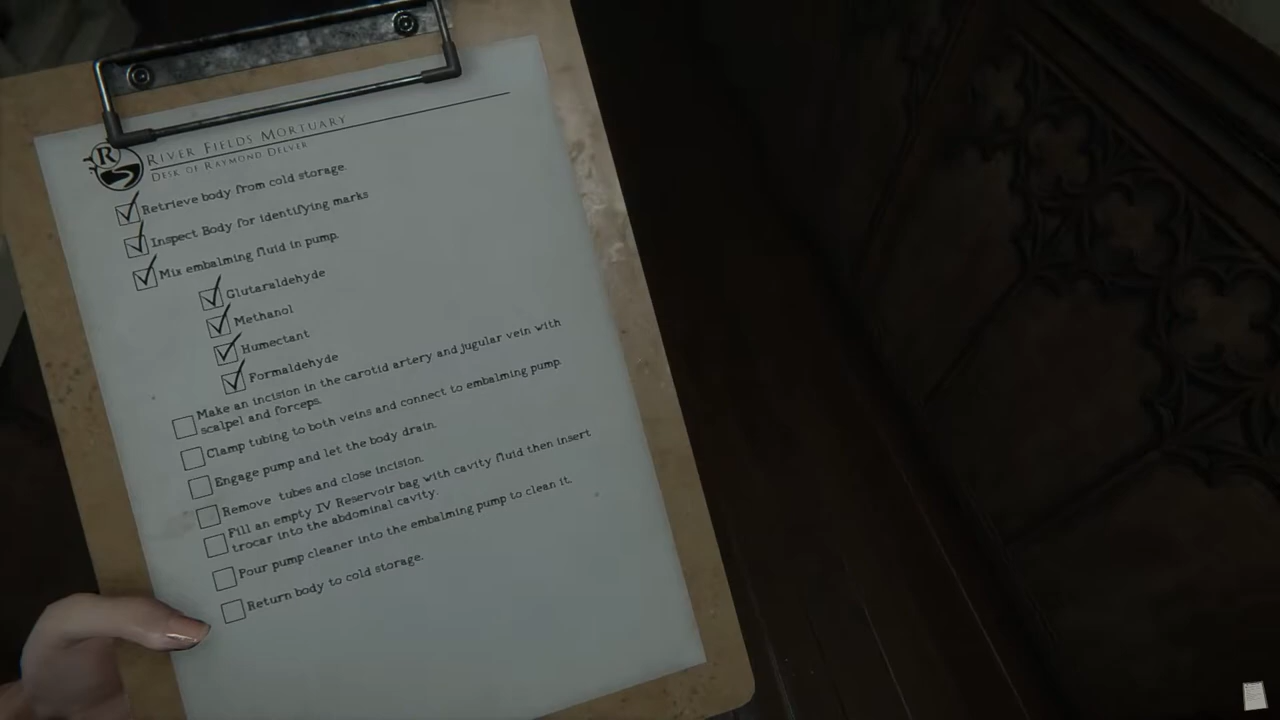 R
RIVER FIELDS MORTUARY
DESK OF RAYMOND DELVER
Retrieve body from cold storage.
Inspect Body for identifying marks
Mix embalming fluid in pump.
Glutaraldehyde
Methanol
Humectant
Formaldehyde
Make an incision in the carotid artery and jugular vein with
scalpel and forceps.
Clamp tubing to both veins and connect to embalming pump.
Engage pump and let the body drain.
Remove tubes and close incision.
Fill an empty IV Reservoir bag with cavity fluid then insert
trocar into the abdominal cavity.
Pour pump cleaner into the embalming pump to clean it.
Return body to cold storage.